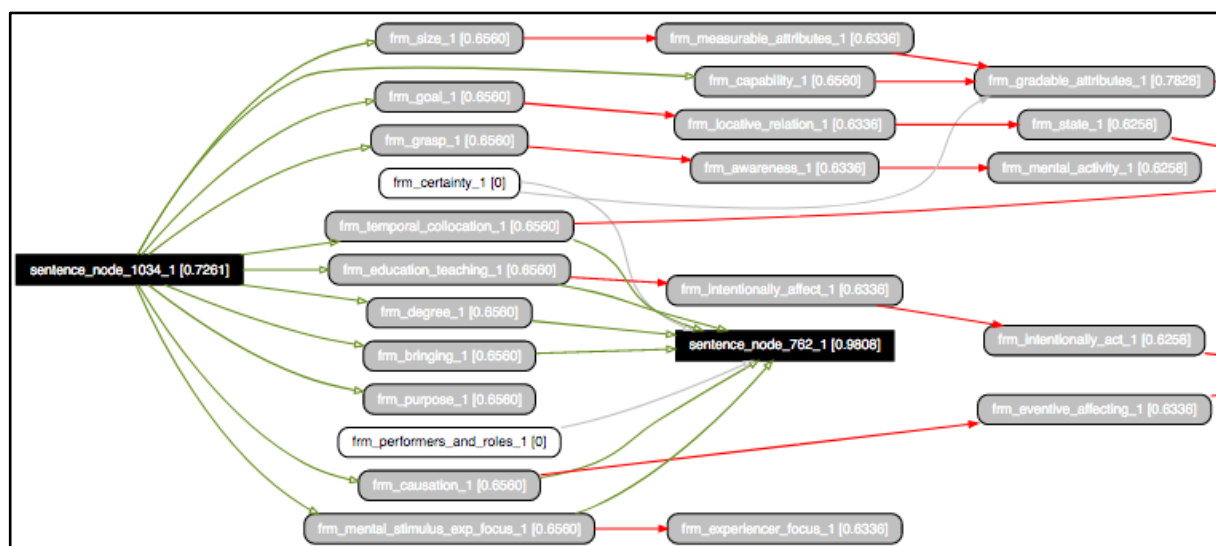 frm_size_1 [0.6560]
frm_measurable_attributes_1 [0.6336]
frm_capability_1 [0.6560]
frm_gradable_attributes_1 [0.7828]
frm_goal_1 [0.6560]
frm_locative_relation_1 [0.6336]
frm_state_1 [0.6258]
frm_grasp_1 [0.6560]
frm_awareness_1 [0.6336]
frm_mental_activity_1 [0.6258]
frm_certainty_1 [0]
frm_temporal_collocation_1 [0.6560]
sentence_node_1034_1 [0.7261]
frm_education_teaching_1 [0.6560]
frm_intentionally_affect_1 [0.6336]
frm_degree_1 [0.6560]
frm_intentionally_act_1 [0.6258]
frm_bringing_1 [0.6560]
sentence_node_762_1 [0.9808]
frm_purpose_1 [0.6560]
frm_eventive_affecting_1 [0.6336]
frm_performers_and_roles_1 [0]
frm_causation_1 [0.6560]
frm_mental_stimulus_exp_focus_1 [0.6560]
frm_experiencer_focus_1 [0.6336]